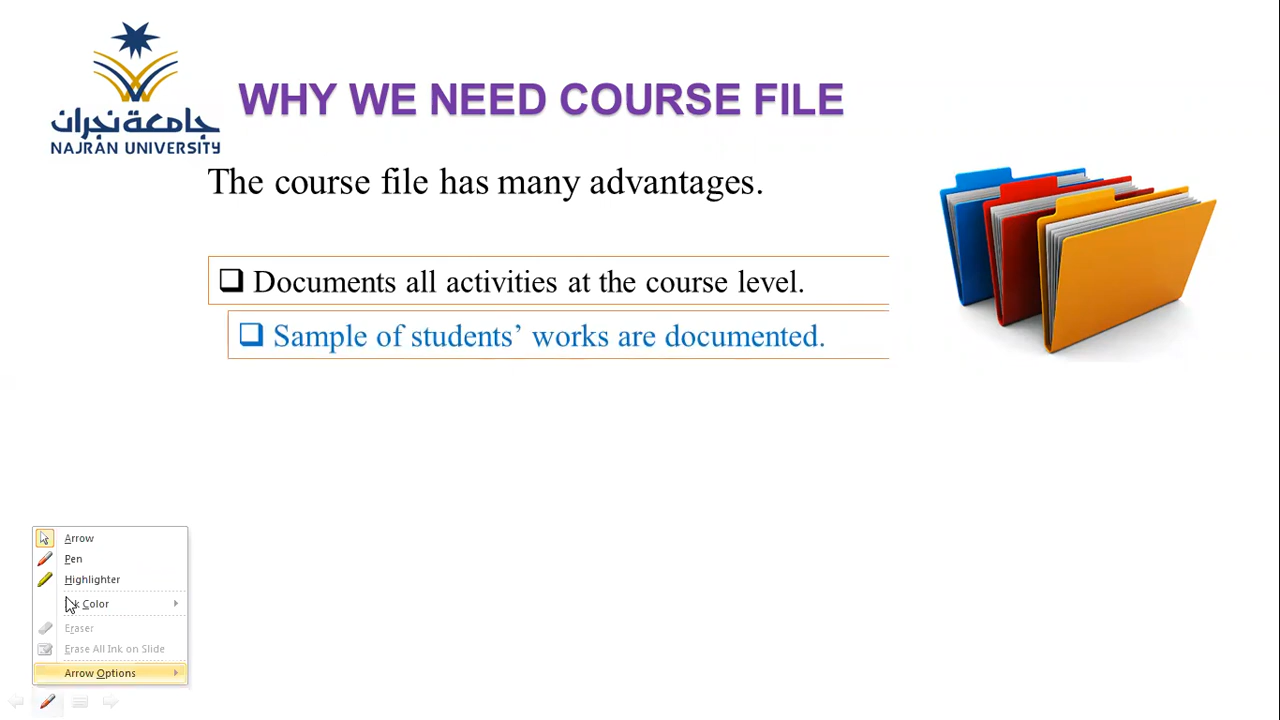 جامعة نجران
NAJRAN UNIVERSITY
WHY WE NEED COURSE FILE
The course file has many advantages.
Documents all activities at the course level.
Sample of students’ works are documented.
Arrow
Pen
Highlighter
Color
Eraser
Erase All Ink on Slide
Arrow Options